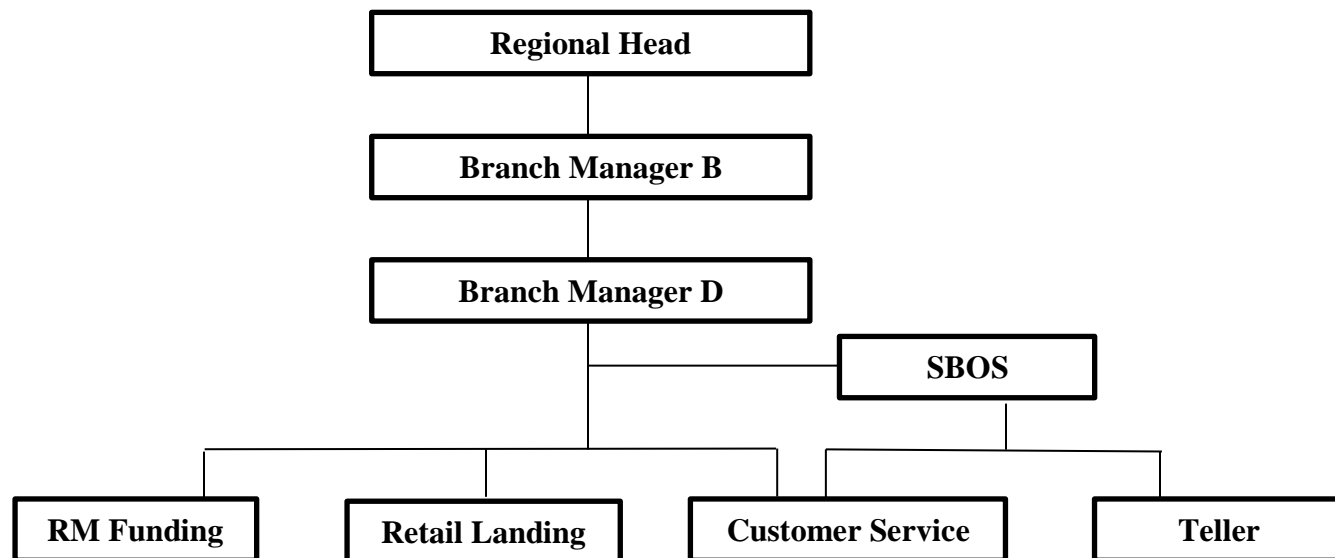 Regional Head
Branch Manager B
Branch Manager D
SBOS
RM Funding
Retail Landing
Customer Service
Teller